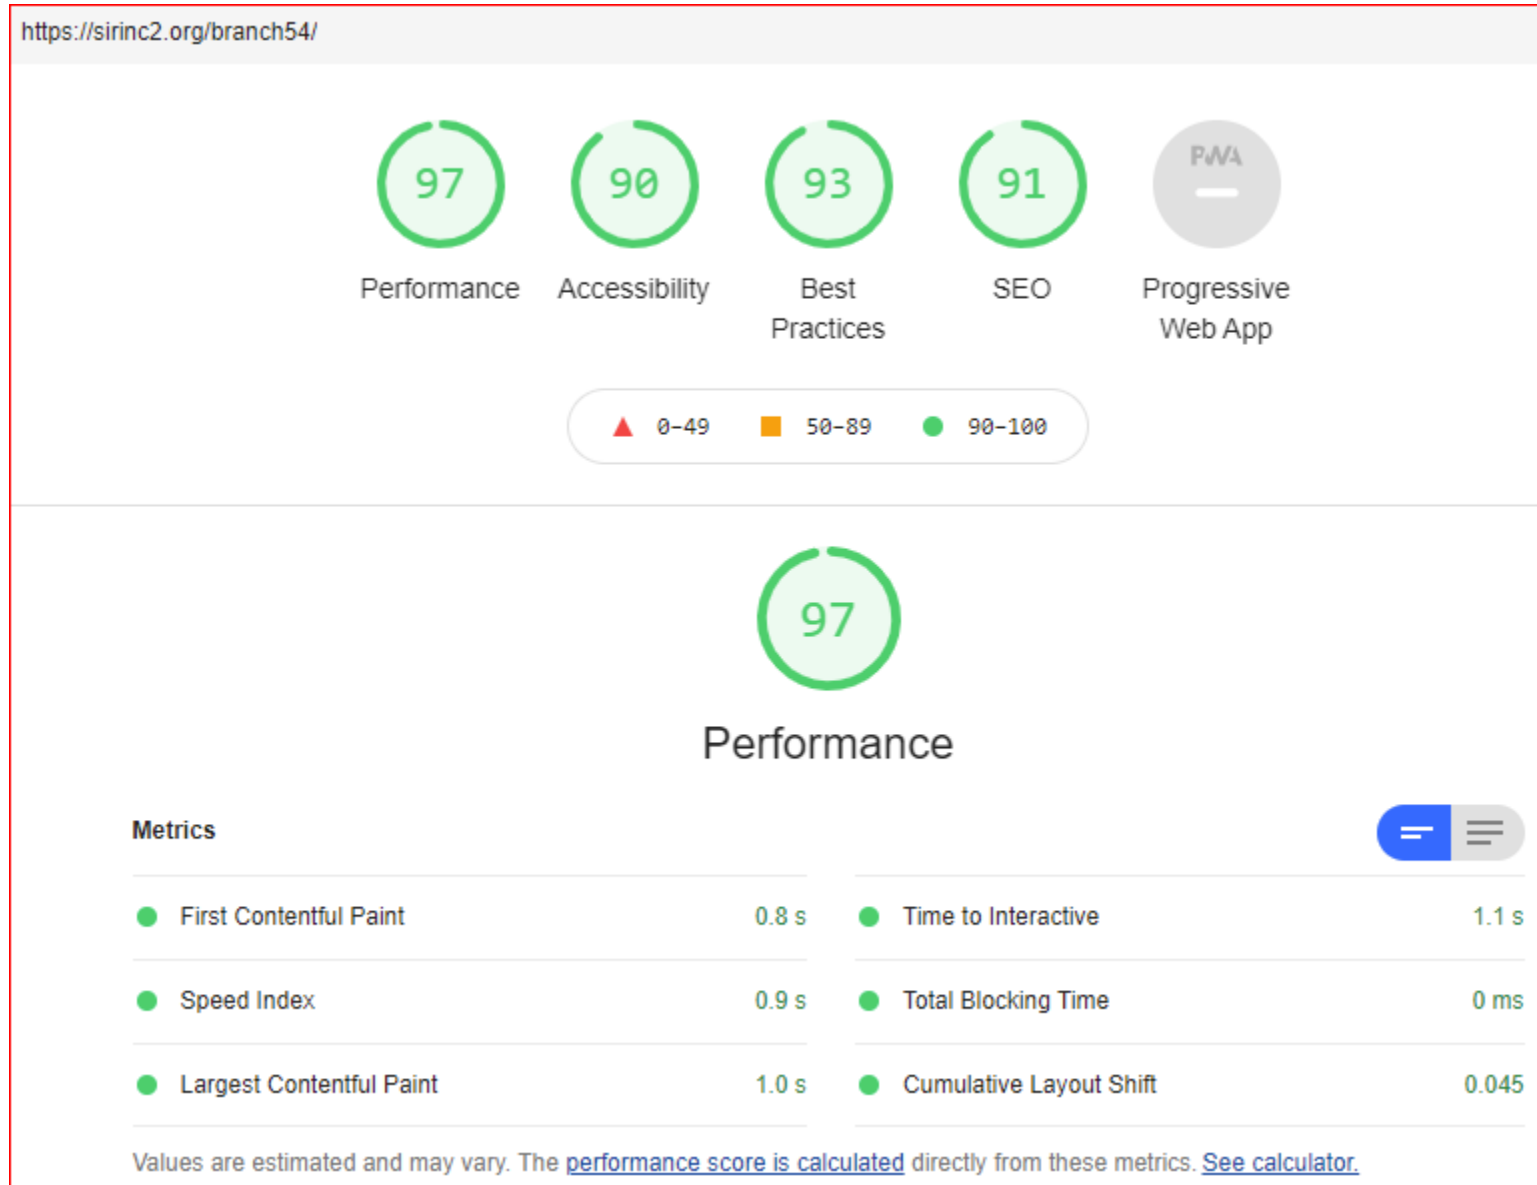 https://sirinc2.org/branch54/
97 90 93 91 PWA
Performance Accessibility Best Practices SEO Progressive Web App
0–49 50–89 90–100
97
Performance
Metrics
First Contentful Paint 0.8 s
Time to Interactive 1.1 s
Speed Index 0.9 s
Total Blocking Time 0 ms
Largest Contentful Paint 1.0 s
Cumulative Layout Shift 0.045
Values are estimated and may vary. The performance score is calculated directly from these metrics. See calculator.